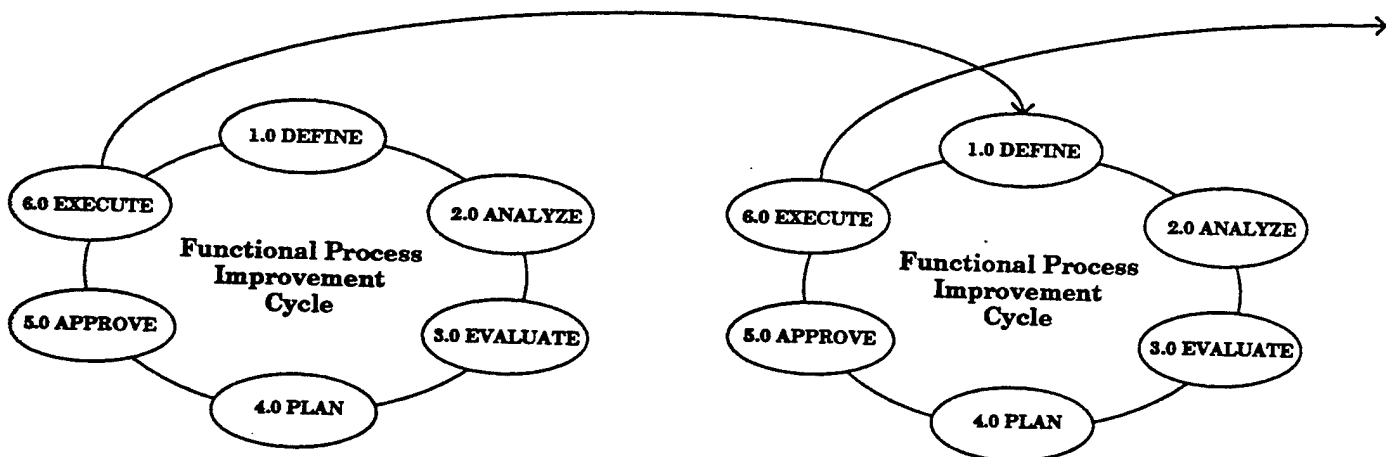 1.0 DEFINE
6.0 EXECUTE
2.0 ANALYZE
Functional Process
Improvement
Cycle
5.0 APPROVE
3.0 EVALUATE
4.0 PLAN
1.0 DEFINE
6.0 EXECUTE
2.0 ANALYZE
Functional Process
Improvement
Cycle
5.0 APPROVE
3.0 EVALUATE
4.0 PLAN